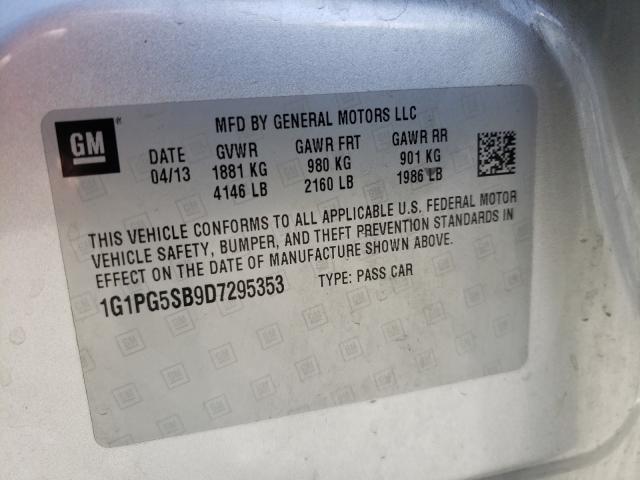 GM
®
MFD BY GENERAL MOTORS LLC
DATE GVWR GAWR FRT GAWR RR
04/13 1881 KG 980 KG 901 KG
4146 LB 2160 LB 1986 LB
THIS VEHICLE CONFORMS TO ALL APPLICABLE U.S. FEDERAL MOTOR
VEHICLE SAFETY, BUMPER, AND THEFT PREVENTION STANDARDS IN
EFFECT ON THE DATE OF MANUFACTURE SHOWN ABOVE.
1G1PG5SB9D7295353 TYPE: PASS CAR